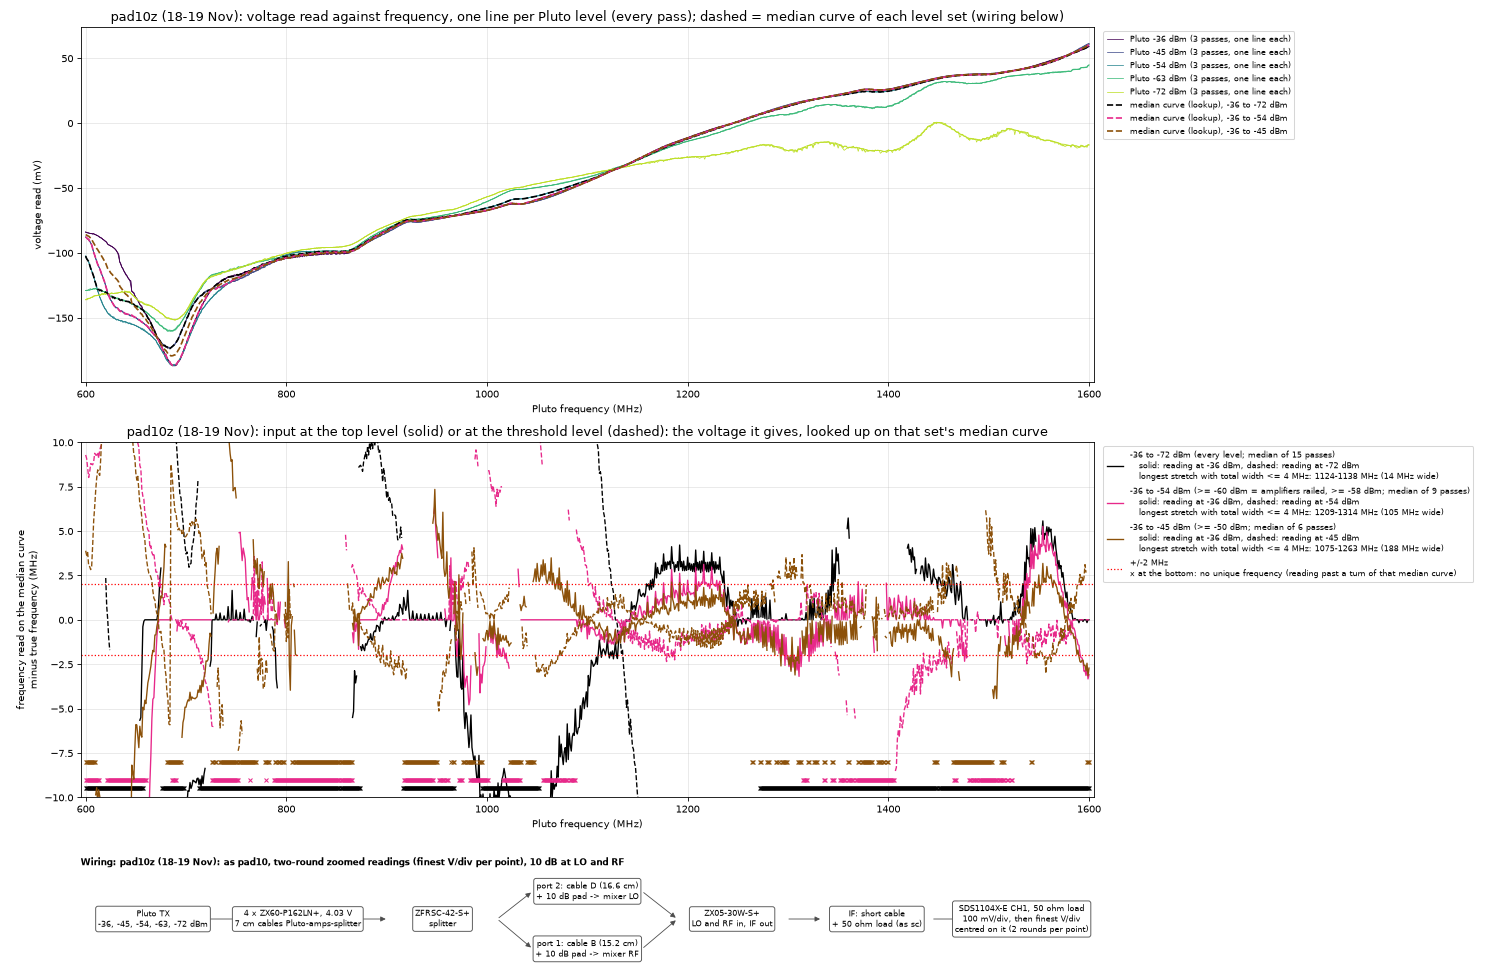 pad10z (18-19 Nov): voltage read against frequency, one line per Pluto level (every pass); dashed = median curve of each level set (wiring below)
voltage read (mV)
50
0
−50
−100
−150
600
800
1000
1200
1400
1600
Pluto frequency (MHz)
Pluto -36 dBm (3 passes, one line each)
Pluto -45 dBm (3 passes, one line each)
Pluto -54 dBm (3 passes, one line each)
Pluto -63 dBm (3 passes, one line each)
Pluto -72 dBm (3 passes, one line each)
median curve (lookup), -36 to -72 dBm
median curve (lookup), -36 to -54 dBm
median curve (lookup), -36 to -45 dBm
pad10z (18-19 Nov): input at the top level (solid) or at the threshold level (dashed): the voltage it gives, looked up on that set's median curve
frequency read on the median curve
minus true frequency (MHz)
10.0
7.5
5.0
2.5
0.0
−2.5
−5.0
−7.5
−10.0
600
800
1000
1200
1400
1600
Pluto frequency (MHz)
-36 to -72 dBm (every level; median of 15 passes)
solid: reading at -36 dBm, dashed: reading at -72 dBm
longest stretch with total width <= 4 MHz: 1124-1138 MHz (14 MHz wide)
-36 to -54 dBm (>= -60 dBm = amplifiers railed, >= -58 dBm; median of 9 passes)
solid: reading at -36 dBm, dashed: reading at -54 dBm
longest stretch with total width <= 4 MHz: 1209-1314 MHz (105 MHz wide)
-36 to -45 dBm (>= -50 dBm; median of 6 passes)
solid: reading at -36 dBm, dashed: reading at -45 dBm
longest stretch with total width <= 4 MHz: 1075-1263 MHz (188 MHz wide)
+/-2 MHz
x at the bottom: no unique frequency (reading past a turn of that median curve)
Wiring: pad10z (18-19 Nov): as pad10, two-round zoomed readings (finest V/div per point), 10 dB at LO and RF
Pluto TX
-36, -45, -54, -63, -72 dBm
4 x ZX60-P162LN+, 4.03 V
7 cm cables Pluto-amps-splitter
ZFRSC-42-S+
splitter
port 2: cable D (16.6 cm)
+ 10 dB pad -> mixer LO
port 1: cable B (15.2 cm)
+ 10 dB pad -> mixer RF
ZX05-30W-S+
LO and RF in, IF out
IF: short cable
+ 50 ohm load (as sc)
SDS1104X-E CH1, 50 ohm load
100 mV/div, then finest V/div
centred on it (2 rounds per point)